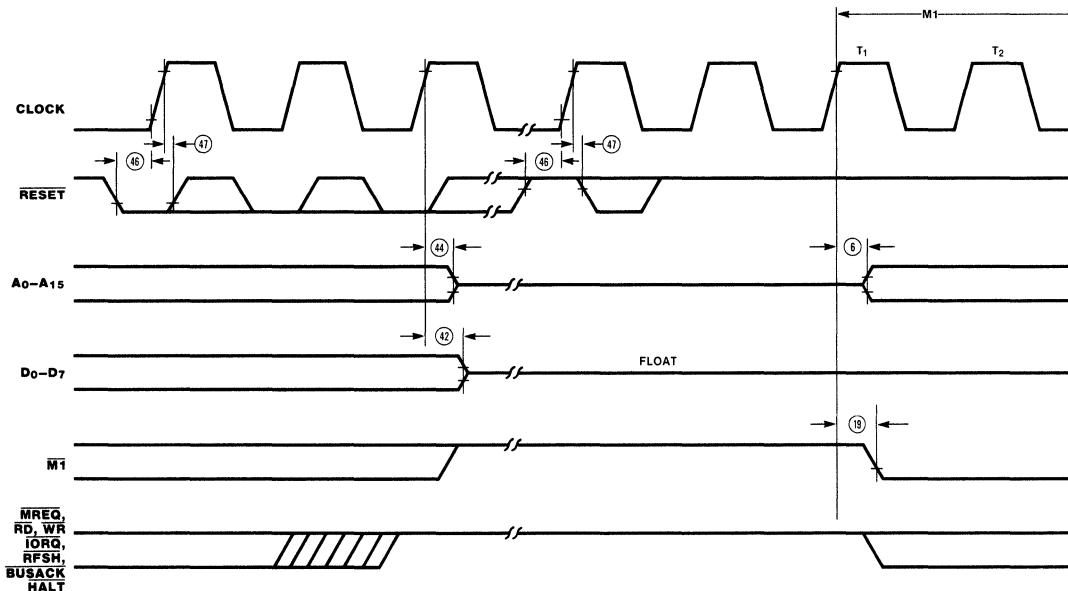 M1
T1 T2
CLOCK
46 47 46 47
RESET
44 6
A0–A15
42
D0–D7 FLOAT
19
M1
MREQ,
RD, WR
IORQ,
RFSH,
BUSACK
HALT